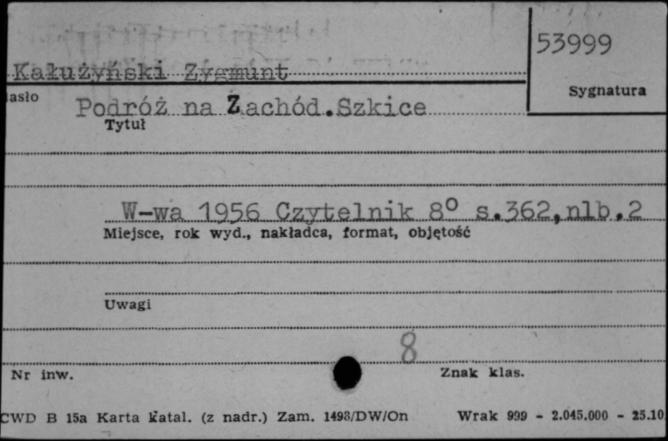 53999
Kałużyński Zygmunt
Sygnatura
asło
Podróż na Zachód.Szkice
Tytuł
W-wa 1956 Czytelnik 8° s.362,nlb.2
Miejsce, rok wyd., nakładca, format, objętość
Uwagi
8
Nr inw.
Znak klas.
CWD B 15a Karta katal. (z nadr.) Zam. 1498/DW/On Wrak 999 - 2.045.000 - 25.10